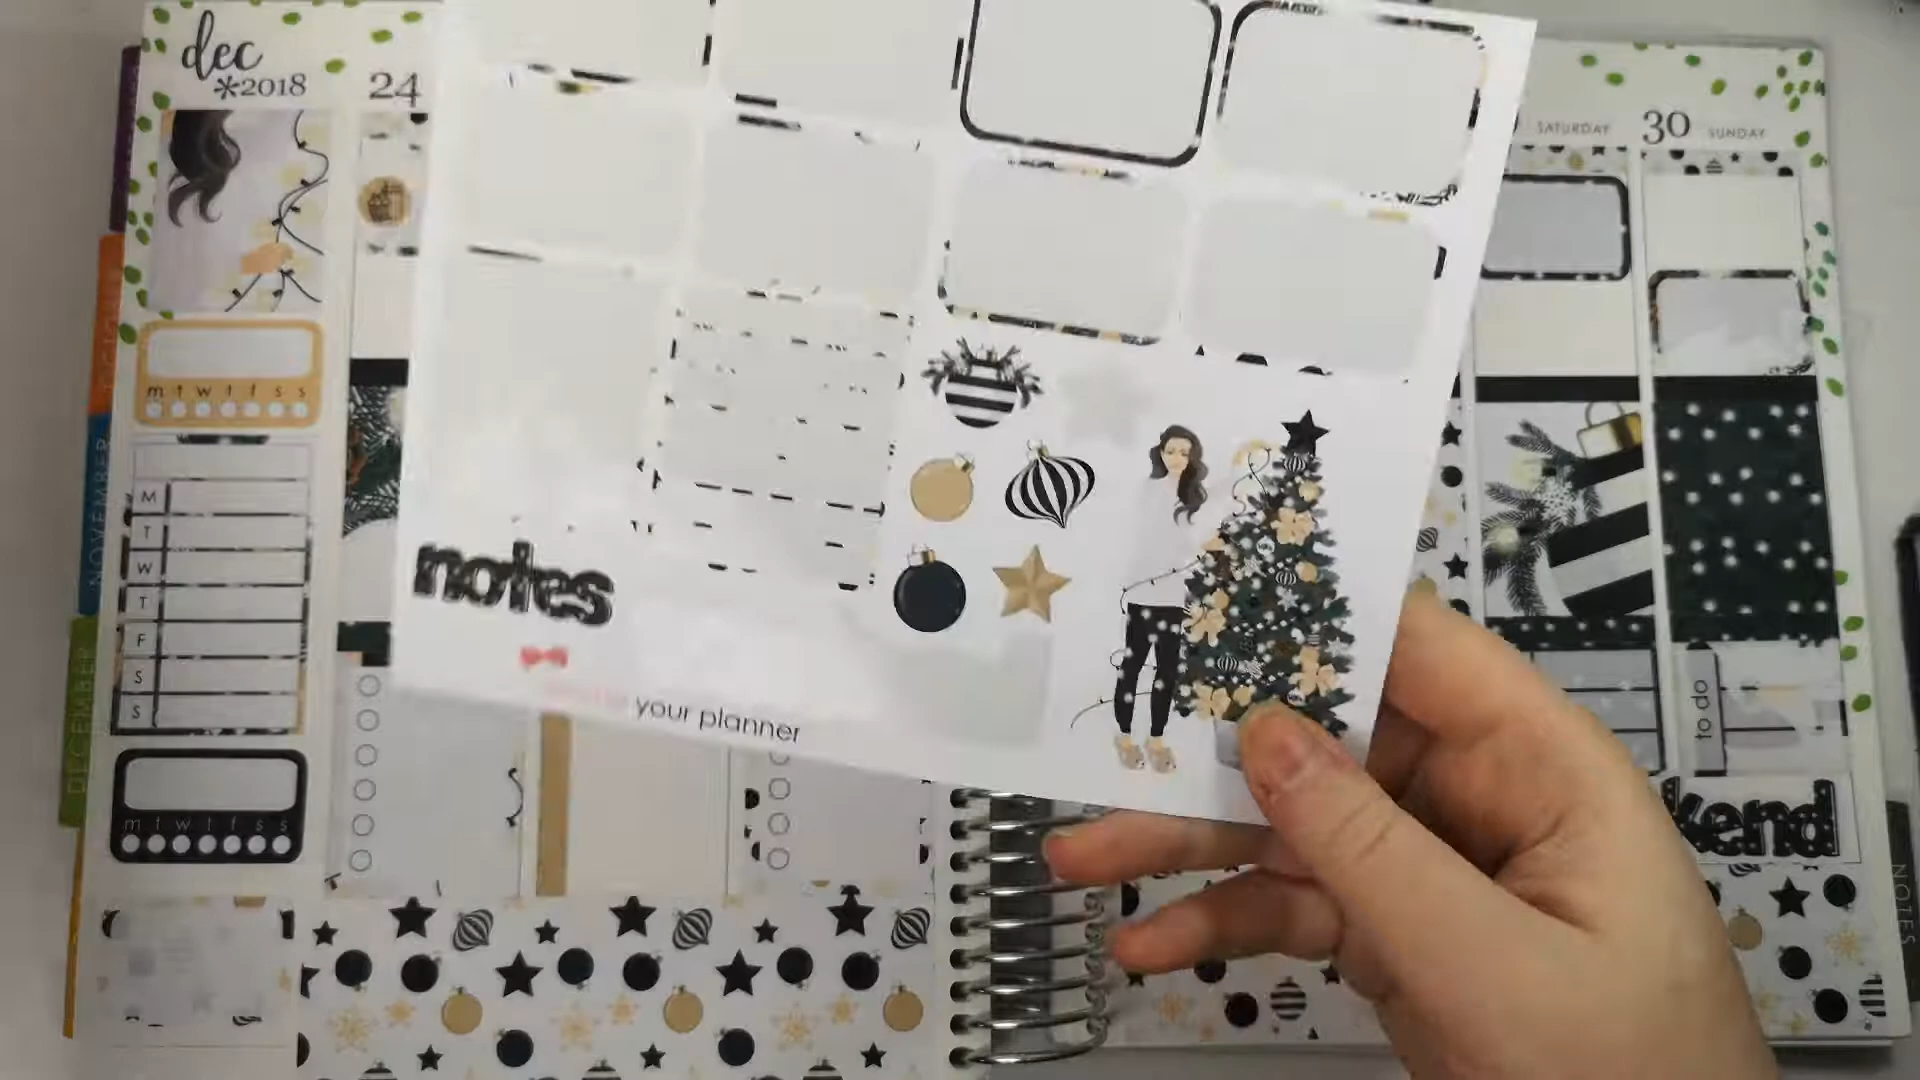 dec
*2018
24
SATURDAY
30
SUNDAY
m t w t f s s
NOVEMBER
M
T
W
T
F
S
S
DECEMBER
m t w t f s s
notes
your planner
to do
kend
NOTES